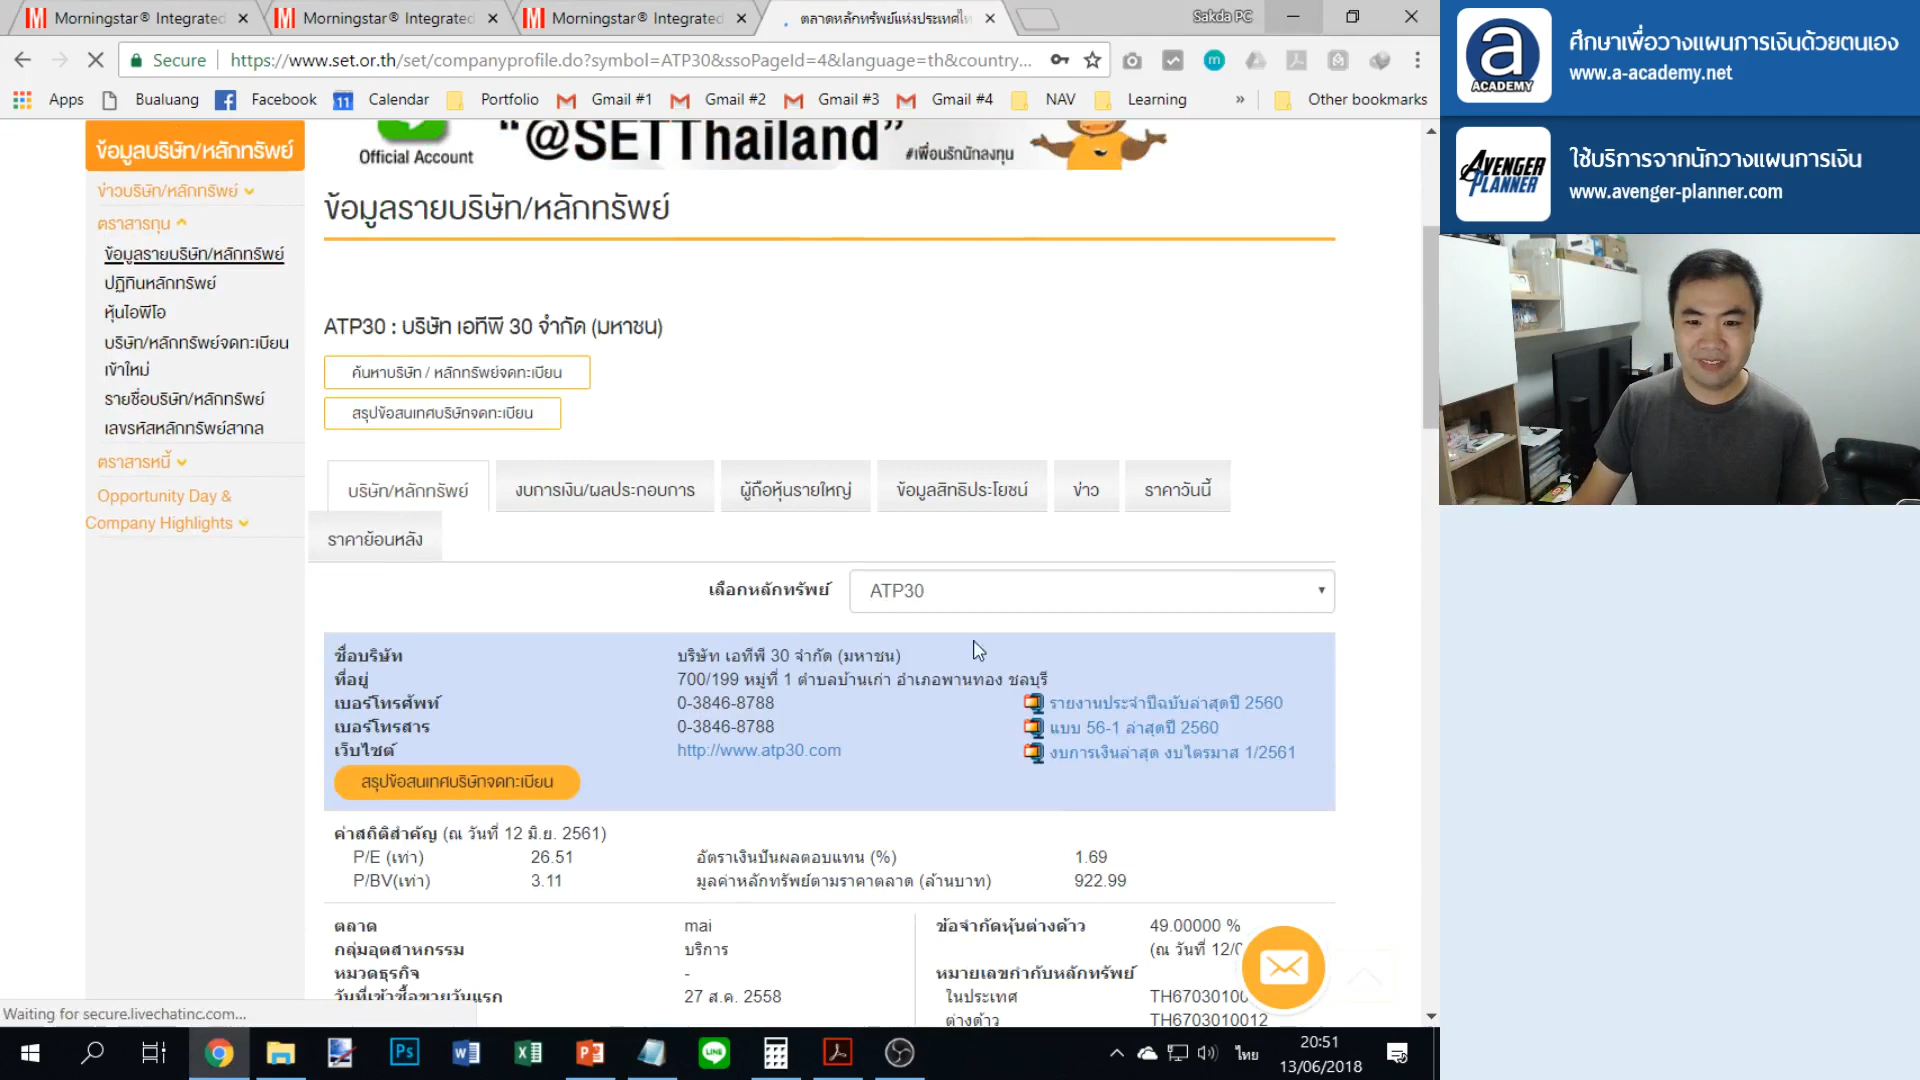 Morningstar® Integrated
Morningstar® Integrated
Morningstar® Integrated
ตลาดหลักทรัพย์แห่งประเทศไท
Sakda PC
Secure
https://www.set.or.th/set/companyprofile.do?symbol=ATP30&ssoPageId=4&language=th&country...
Apps
Bualuang
Facebook
11
Calendar
Portfolio
Gmail #1
Gmail #2
Gmail #3
Gmail #4
NAV
Learning
»
Other bookmarks
a
ACADEMY
ศึกษาเพื่อวางแผนการเงินด้วยตนเอง
www.a-academy.net
AVENGER
PLANNER
ใช้บริการจากนักวางแผนการเงิน
www.avenger-planner.com
Official Account
"@SETThailand"
#เพื่อนรักนักลงทุน
ข้อมูลบริษัท/หลักทรัพย์
ข่าวบริษัท/หลักทรัพย์
ตราสารทุน
ข้อมูลรายบริษัท/หลักทรัพย์
ปฏิทินหลักทรัพย์
หุ้นไอพีโอ
บริษัท/หลักทรัพย์จดทะเบียน
เข้าใหม่
รายชื่อบริษัท/หลักทรัพย์
เลขรหัสหลักทรัพย์สากล
ตราสารหนี้
Opportunity Day &
Company Highlights
ข้อมูลรายบริษัท/หลักทรัพย์
ATP30 : บริษัท เอทีพี 30 จำกัด (มหาชน)
ค้นหาบริษัท / หลักทรัพย์จดทะเบียน
สรุปข้อสนเทศบริษัทจดทะเบียน
บริษัท/หลักทรัพย์
งบการเงิน/ผลประกอบการ
ผู้ถือหุ้นรายใหญ่
ข้อมูลสิทธิประโยชน์
ข่าว
ราคาวันนี้
ราคาย้อนหลัง
เลือกหลักทรัพย์
ATP30
ชื่อบริษัท
บริษัท เอทีพี 30 จำกัด (มหาชน)
ที่อยู่
700/199 หมู่ที่ 1 ตำบลบ้านเก่า อำเภอพานทอง ชลบุรี
เบอร์โทรศัพท์
0-3846-8788
รายงานประจำปีฉบับล่าสุดปี 2560
เบอร์โทรสาร
0-3846-8788
แบบ 56-1 ล่าสุดปี 2560
เว็บไซต์
http://www.atp30.com
งบการเงินล่าสุด งบไตรมาส 1/2561
สรุปข้อสนเทศบริษัทจดทะเบียน
ค่าสถิติสำคัญ (ณ วันที่ 12 มิ.ย. 2561)
P/E (เท่า)
26.51
อัตราเงินปันผลตอบแทน (%)
1.69
P/BV(เท่า)
3.11
มูลค่าหลักทรัพย์ตามราคาตลาด (ล้านบาท)
922.99
ตลาด
mai
ข้อจำกัดหุ้นต่างด้าว
49.00000 %
กลุ่มอุตสาหกรรม
บริการ
(ณ วันที่ 12/0
หมวดธุรกิจ
-
หมายเลขกำกับหลักทรัพย์
วันที่เข้าซื้อขายวันแรก
27 ส.ค. 2558
ในประเทศ
TH6703010
ต่างด้าว
TH6703010012
Waiting for secure.livechatinc.com...
Ps
LINE
ไทย
20:51
13/06/2018